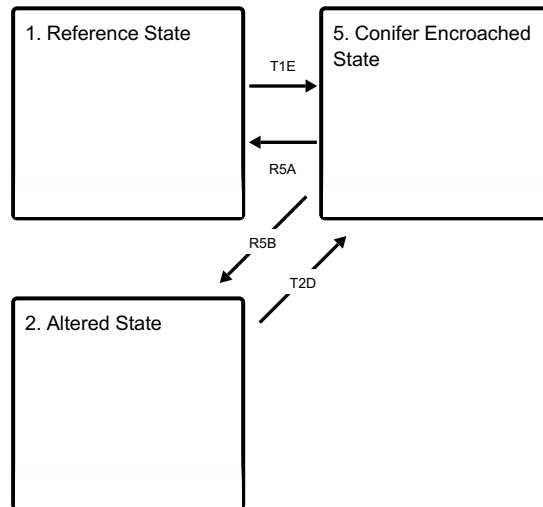 1. Reference State
5. Conifer Encroached
State
T1E
R5A
R5B
T2D
2. Altered State